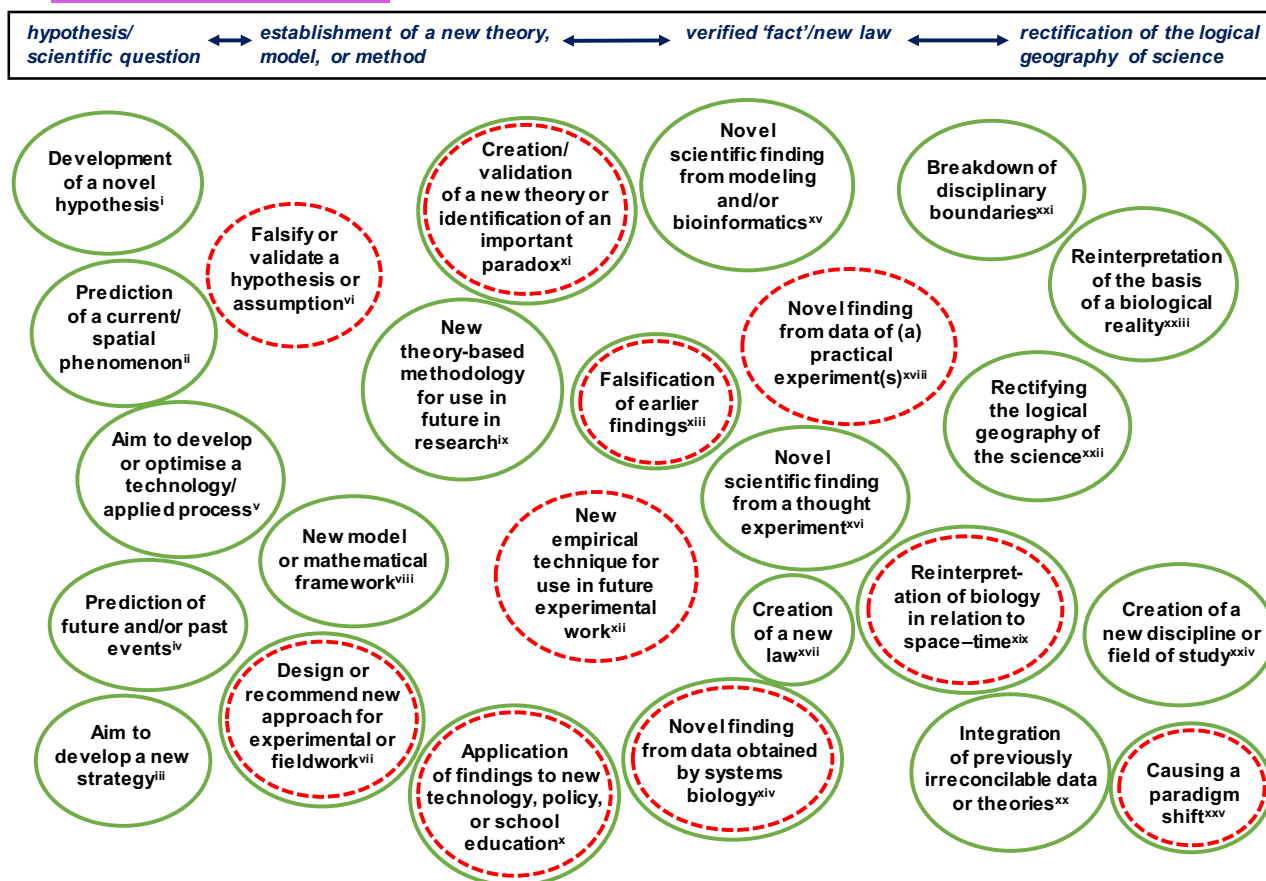 hypothesis/
scientific question
establishment of a new theory,
model, or method
verified ‘fact’/new law
rectification of the logical
geography of science
Development
of a novel
hypothesisⁱ
Prediction
of a current/
spatial
phenomenonⁱⁱ
Aim to develop
or optimise a
technology/
applied processᵛ
Prediction of
future and/or past
eventsⁱᵛ
Aim to
develop a new
strategyⁱⁱⁱ
Falsify or
validate a
hypothesis or
assumptionᵛⁱ
New model
or mathematical
frameworkᵛⁱⁱⁱ
Design or
recommend new
approach for
experimental or
fieldworkᵛⁱⁱ
Creation/
validation
of a new theory or
identification of an
important
paradoxˣⁱ
New
theory-based
methodology
for use in
future in
researchⁱˣ
Application
of findings to new
technology, policy,
or school
educationˣ
Falsification
of earlier
findingsˣⁱⁱⁱ
New
empirical
technique for
use in future
experimental
workˣⁱⁱ
Novel
scientific finding
from modeling
and/or
bioinformaticsˣᵛ
Novel finding
from data of (a)
practical
experiment(s)ˣᵛⁱⁱⁱ
Novel
scientific finding
from a thought
experimentˣᵛⁱ
Creation
of a new
lawˣᵛⁱⁱ
Novel finding
from data obtained
by systems
biologyˣⁱᵛ
Breakdown of
disciplinary
boundariesˣˣⁱ
Reinterpretation
of the basis
of a biological
realityˣˣⁱⁱⁱ
Rectifying
the logical
geography of
the scienceˣˣⁱⁱ
Reinterpret-
ation of biology
in relation to
space–timeˣⁱˣ
Creation of a
new discipline or
field of studyˣˣⁱᵛ
Integration
of previously
irreconcilable data
or theoriesˣˣ
Causing a
paradigm
shiftˣˣᵛ